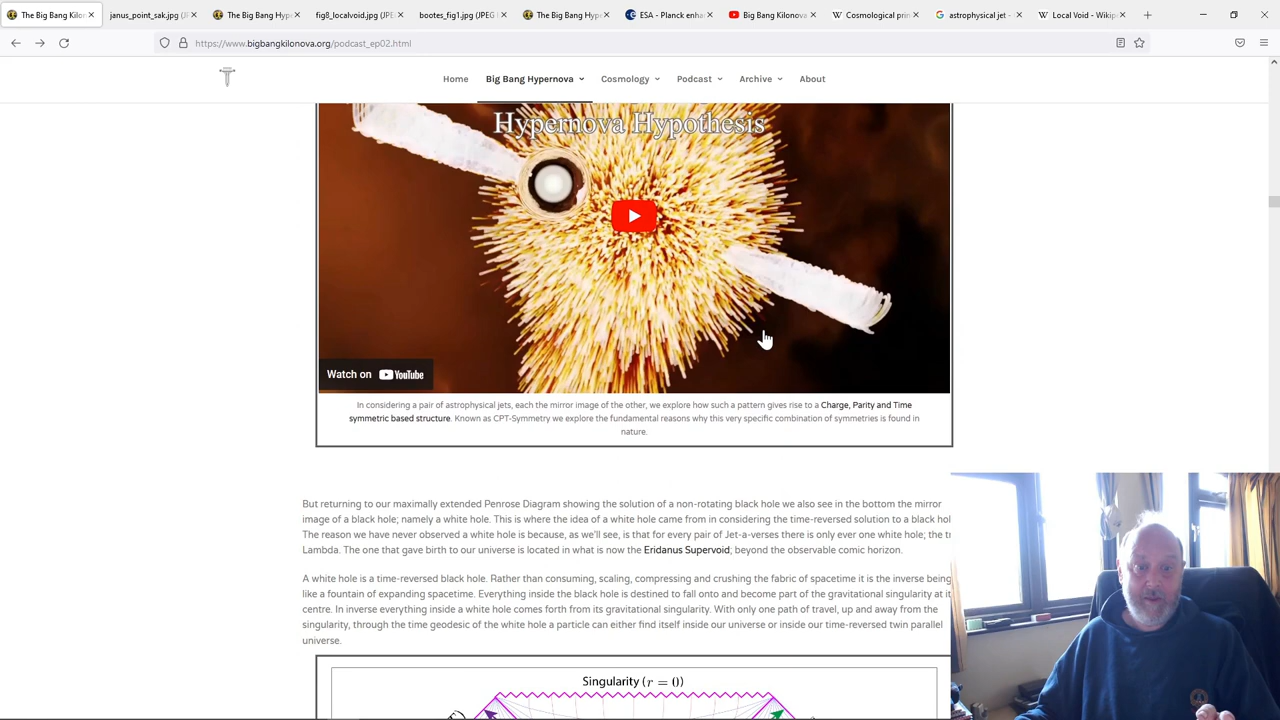 The Big Bang Kilon
janus_point_sak.jpg (JP
The Big Bang Hyperno
fig8_localvoid.jpg (JPE
bootes_fig1.jpg (JPEG I
The Big Bang Hyperno
ESA - Planck enha
Big Bang Kilonova
Cosmological prin
astrophysical jet -
Local Void - Wikip
https://www.bigbangkilonova.org/podcast_ep02.html
Home Big Bang Hypernova Cosmology Podcast Archive About
Hypernova Hypothesis
Watch on YouTube
In considering a pair of astrophysical jets, each the mirror image of the other, we explore how such a pattern gives rise to a Charge, Parity and Time
symmetric based structure. Known as CPT-Symmetry we explore the fundamental reasons why this very specific combination of symmetries is found in
nature.
But returning to our maximally extended Penrose Diagram showing the solution of a non-rotating black hole we also see in the bottom the mirror
image of a black hole; namely a white hole. This is where the idea of a white hole came from in considering the time-reversed solution to a black hol
The reason we have never observed a white hole is because, as we'll see, is that for every pair of Jet-a-verses there is only ever one white hole; the t
Lambda. The one that gave birth to our universe is located in what is now the Eridanus Supervoid; beyond the observable comic horizon.
A white hole is a time-reversed black hole. Rather than consuming, scaling, compressing and crushing the fabric of spacetime it is the inverse being
like a fountain of expanding spacetime. Everything inside the black hole is destined to fall onto and become part of the gravitational singularity at it
centre. In inverse everything inside a white hole comes forth from its gravitational singularity. With only one path of travel, up and away from the
singularity, through the time geodesic of the white hole a particle can either find itself inside our universe or inside our time-reversed twin parallel
universe.
Singularity (r = 0)